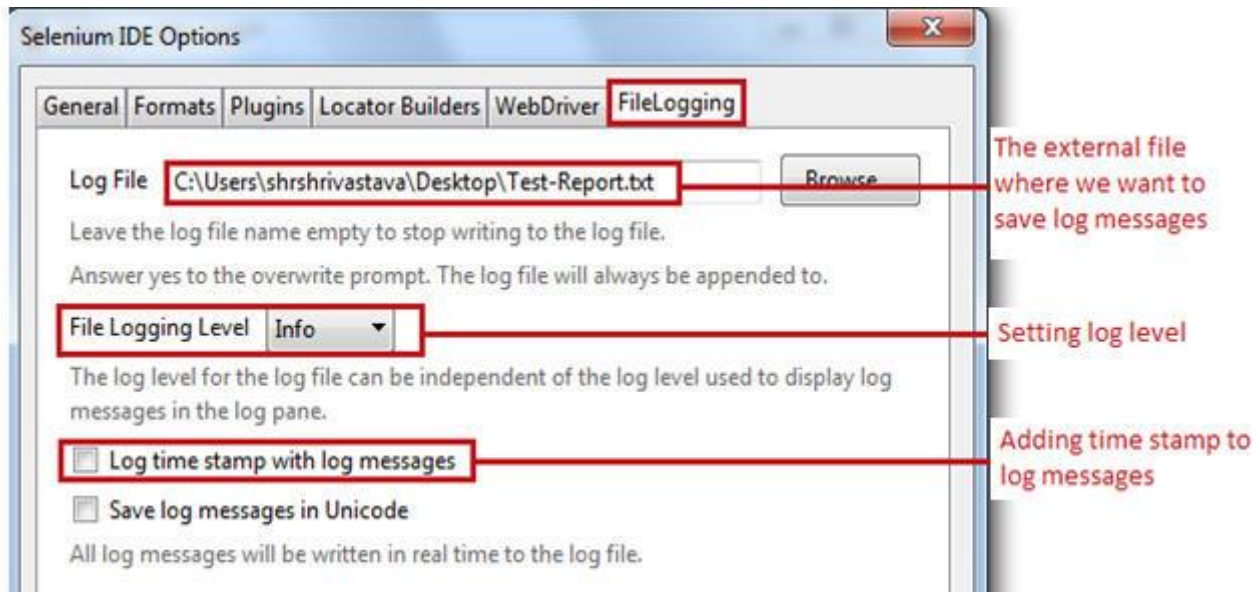 Selenium IDE Options
General Formats Plugins Locator Builders WebDriver FileLogging
Log File C:\Users\shrshrivastava\Desktop\Test-Report.txt Browse...
Leave the log file name empty to stop writing to the log file.
Answer yes to the overwrite prompt. The log file will always be appended to.
File Logging Level Info
The log level for the log file can be independent of the log level used to display log
messages in the log pane.
Log time stamp with log messages
Save log messages in Unicode
All log messages will be written in real time to the log file.
The external file
where we want to
save log messages
Setting log level
Adding time stamp to
log messages